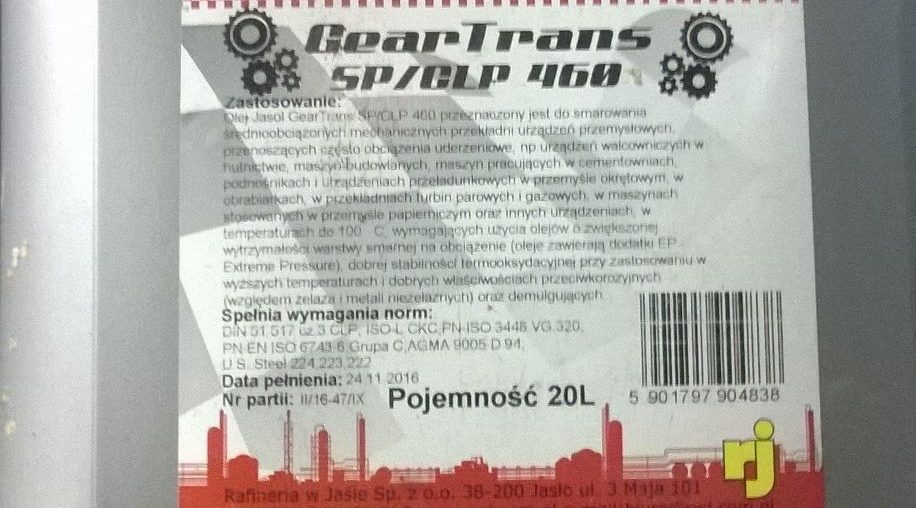 GearTrans
SP/CLP 460
Zastosowanie:
Olej Jasol GearTrans SP/CLP 460 przeznaczony jest do smarowania
średnioobciążonych mechanicznych przekładni urządzeń przemysłowych,
przenoszących często obciążenia uderzeniowe, np.urządzeń walcowniczych w
hutnictwie, maszyn budowlanych, maszyn pracujących w cementowniach,
podnośnikach i urządzeniach przeładunkowych w przemyśle okrętowym, w
obrabiarkach, w przekładniach turbin parowych i gazowych, w maszynach
stosowanych w przemyśle papierniczym oraz innych urządzeniach, w
temperaturach do 100 C, wymagających użycia olejów o zwiększonej
wytrzymałości warstwy smarnej na obciążenie (oleje zawierają dodatki EP
Extreme Pressure), dobrej stabilności termooksydacyjnej przy zastosowaniu w
wyższych temperaturach i dobrych właściwościach przeciwkorozyjnych
(względem żelaza i metali nieżelaznych) oraz demulgujących
Spełnia wymagania norm:
DIN 51 517 cz.3 CLP, ISO-L CKC,PN-ISO 3448 VG 320,
PN-EN ISO 6743 6 Grupa C,AGMA 9005 D 94,
U.S. Steel 224,223,222
Data pełnienia: 24 11 2016
Nr partii: II/16-47/IX
Pojemność 20L
5 901797 904838
rj
Rafineria w Jaśle Sp. z o.o. 38-200 Jasło ul. 3 Maja 101